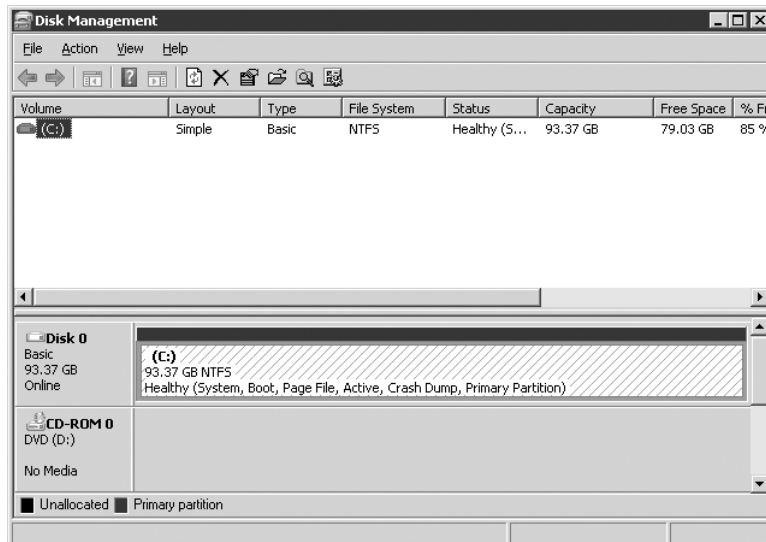 Disk Management
File Action View Help
Volume Layout Type File System Status Capacity Free Space % Fr
(C:) Simple Basic NTFS Healthy (S... 93.37 GB 79.03 GB 85 %
Disk 0
Basic
93.37 GB
Online
(C:)
93.37 GB NTFS
Healthy (System, Boot, Page File, Active, Crash Dump, Primary Partition)
CD-ROM 0
DVD (D:)
No Media
Unallocated Primary partition